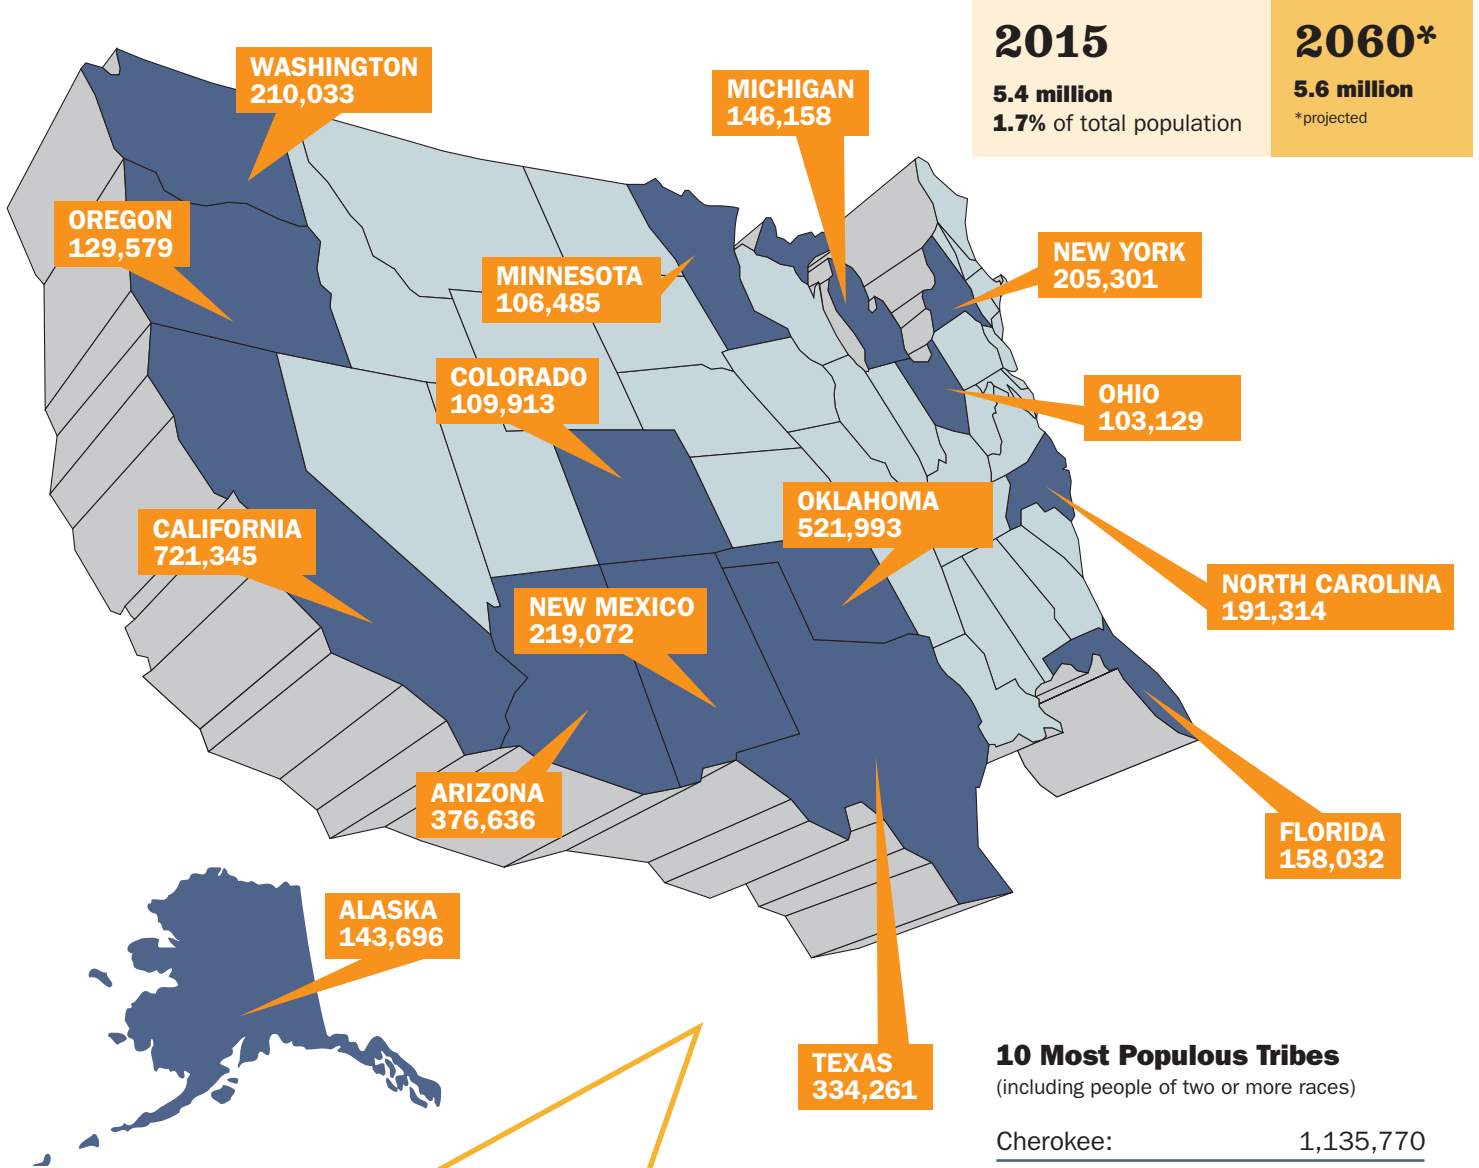 2015
5.4 million
1.7% of total population
2060*
5.6 million
*projected
WASHINGTON
210,033
MICHIGAN
146,158
OREGON
129,579
MINNESOTA
106,485
NEW YORK
205,301
COLORADO
109,913
OHIO
103,129
OKLAHOMA
521,993
CALIFORNIA
721,345
NORTH CAROLINA
191,314
NEW MEXICO
219,072
ARIZONA
376,636
FLORIDA
158,032
ALASKA
143,696
TEXAS
334,261
10 Most Populous Tribes
(including people of two or more races)
Cherokee: 1,135,770